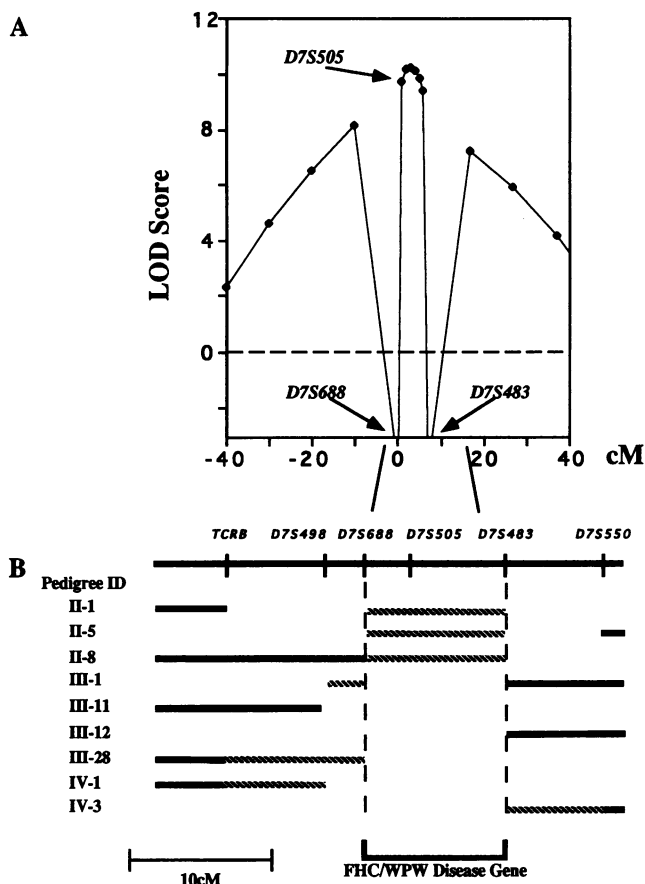 A
12
D7S505
8
LOD Score
4
0
D7S688
D7S483
-40
-20
0
20
40
cM
TCRB D7S498 D7S688 D7S505 D7S483 D7S550
B
Pedigree ID
II-1
II-5
II-8
III-1
III-11
III-12
III-28
IV-1
IV-3
10cM
FHC/WPW Disease Gene